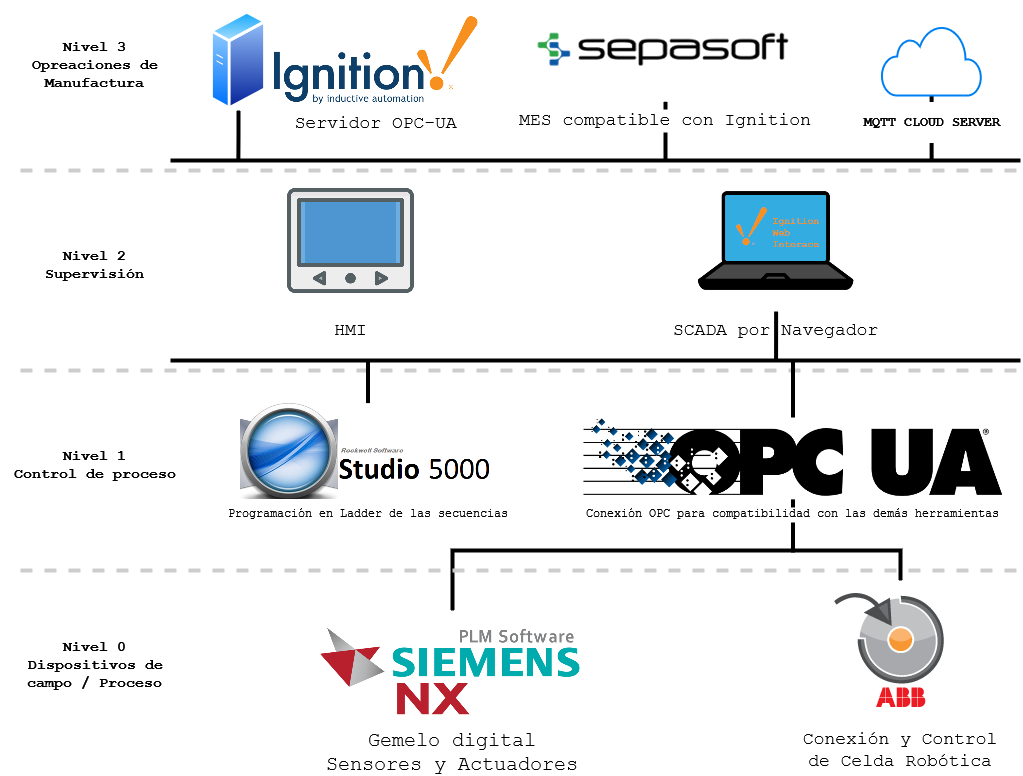 Nivel 3
Opreaciones de
Manufactura
Ignition!
by inductive automation
Servidor OPC-UA
sepasoft
MES compatible con Ignition
MQTT CLOUD SERVER
Nivel 2
Supervisión
HMI
Ignition
Web
Interacn
SCADA por Navegador
Nivel 1
Control de proceso
Rockwell Software
Studio 5000
Programación en Ladder de las secuencias
OPC UA®
Conexión OPC para compatibilidad con las demás herramientas
Nivel 0
Dispositivos de
campo / Proceso
PLM Software
SIEMENS
NX
Gemelo digital
Sensores y Actuadores
ABB
Conexión y Control
de Celda Robótica